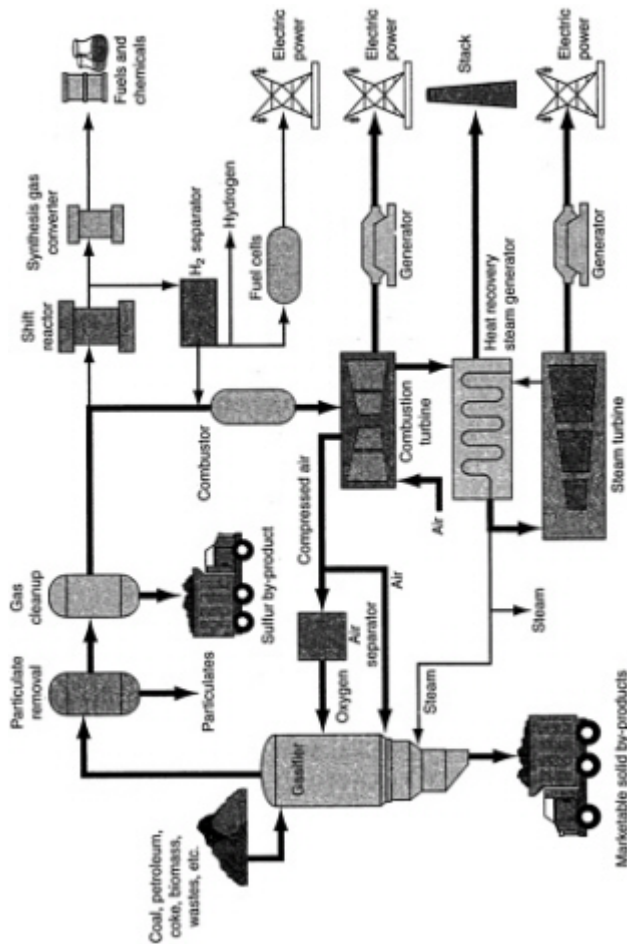 Coal, petroleum,
coke, biomass,
wastes, etc.
Particulate
removal
Gas
cleanup
Shift
reactor
Synthesis gas
converter
Fuels and
chemicals
Particulates
Sulfur by-product
H₂ separator
Hydrogen
Fuel cells
Electric
power
Combustor
Gasifier
Oxygen
Air
separator
Compressed air
Air
Air
Combustion
turbine
Generator
Electric
power
Steam
Steam
Heat recovery
steam generator
Stack
Marketable solid by-products
Steam turbine
Generator
Electric
power